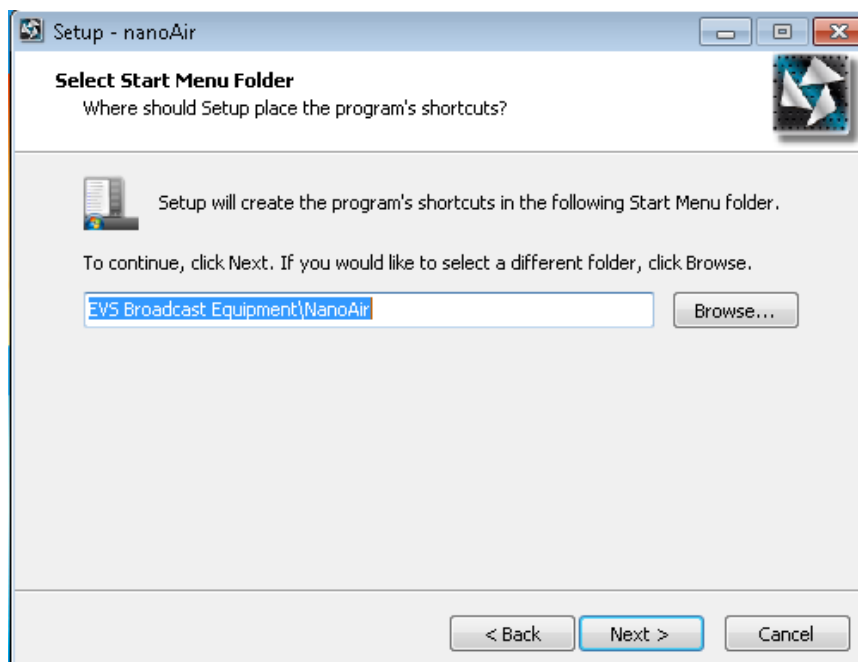 Setup - nanoAir
Select Start Menu Folder
Where should Setup place the program's shortcuts?
Setup will create the program's shortcuts in the following Start Menu folder.
To continue, click Next. If you would like to select a different folder, click Browse.
EVS Broadcast Equipment\NanoAir
Browse...
< Back
Next >
Cancel